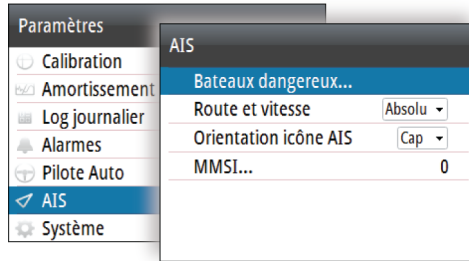 Paramètres
Calibration
Amortissement
Log journalier
Alarmes
Pilote Auto
AIS
Système
AIS
Bateaux dangereux...
Route et vitesse Absolu
Orientation icône AIS Cap
MMSI... 0